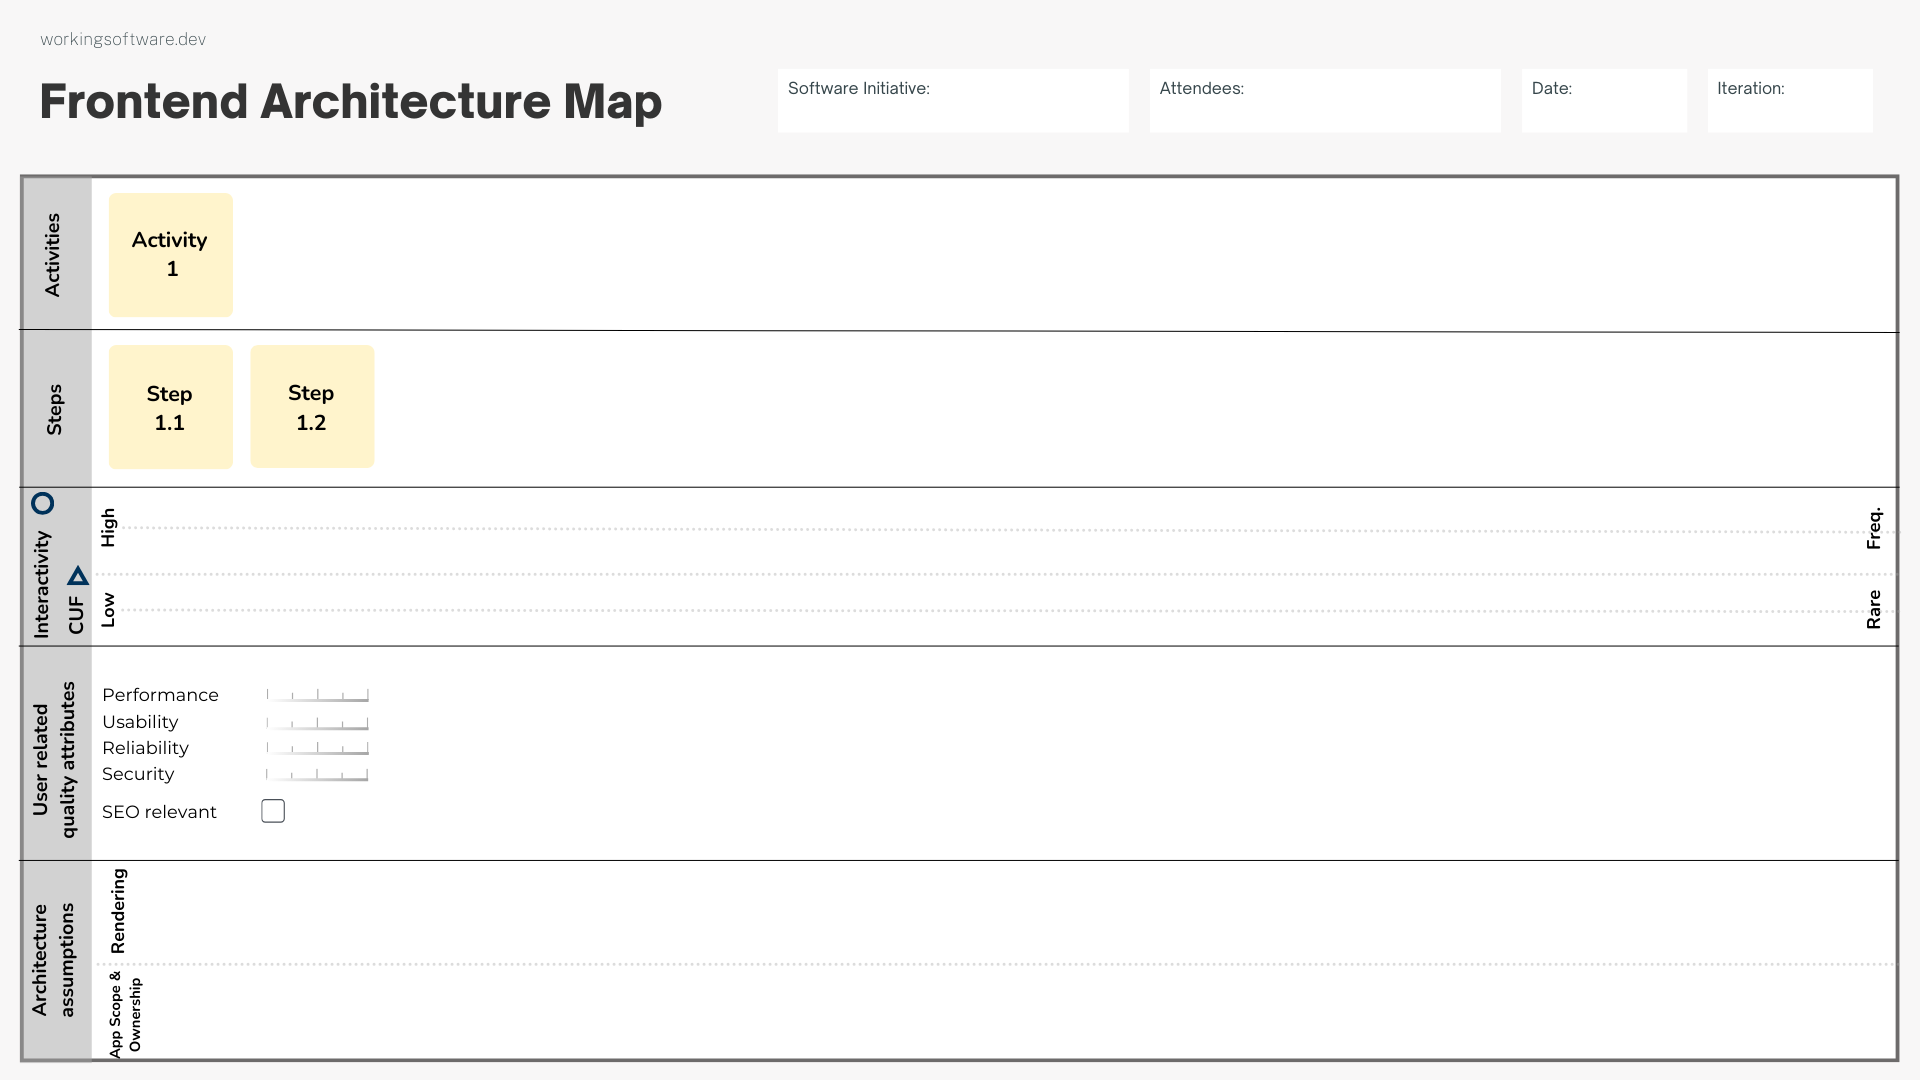 workingsoftware.dev
Frontend Architecture Map
Software Initiative:
Attendees:
Date:
Iteration:
Activities
Activity
1
Steps
Step
1.1
Step
1.2
Interactivity
CUF
High
Low
Freq.
Rare
User related
quality attributes
Performance
Usability
Reliability
Security
SEO relevant
Architecture
assumptions
Rendering
App Scope &
Ownership